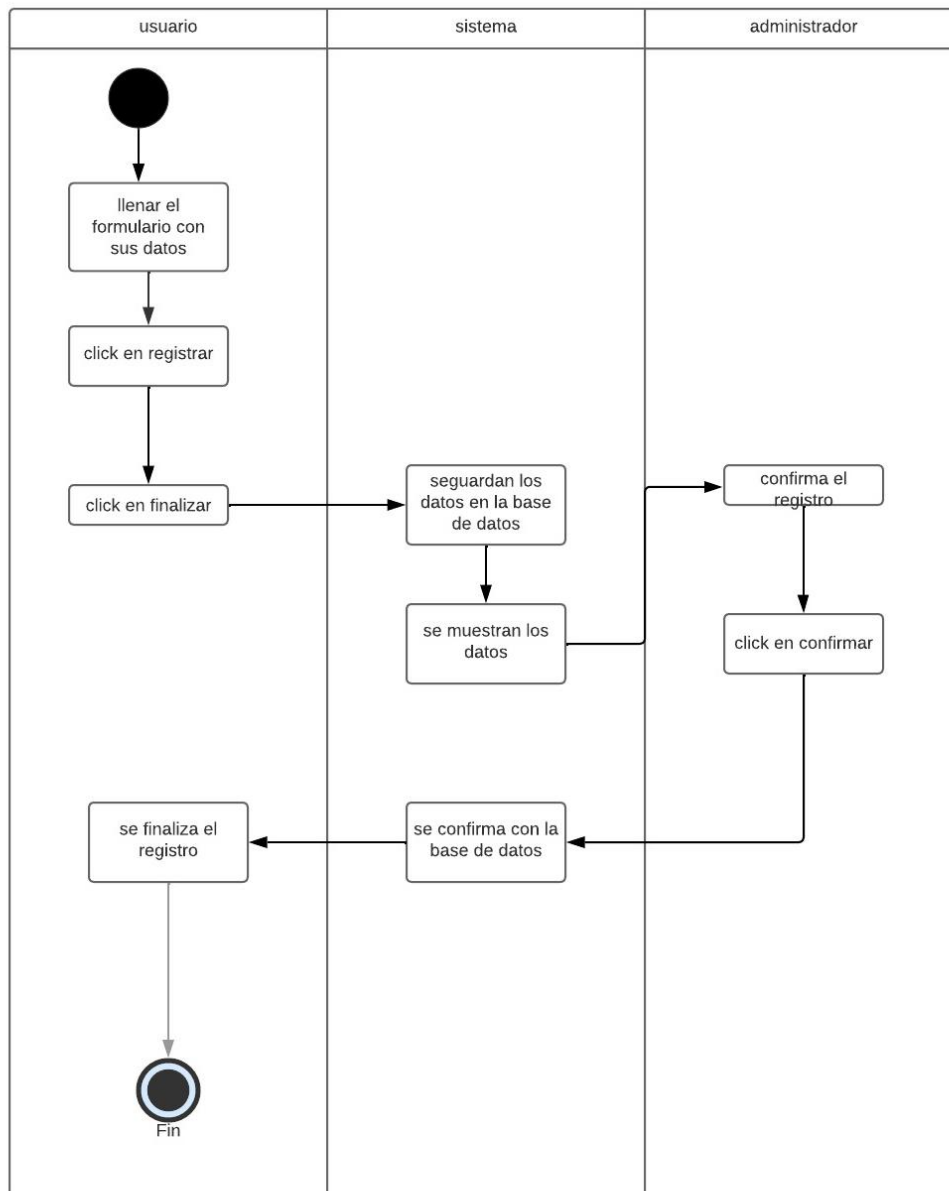 usuario
sistema
administrador
llenar el
formulario con
sus datos
click en registrar
click en finalizar
seguardan los
datos en la base
de datos
confirma el
registro
se muestran los
datos
click en confirmar
se finaliza el
registro
se confirma con la
base de datos
Fin